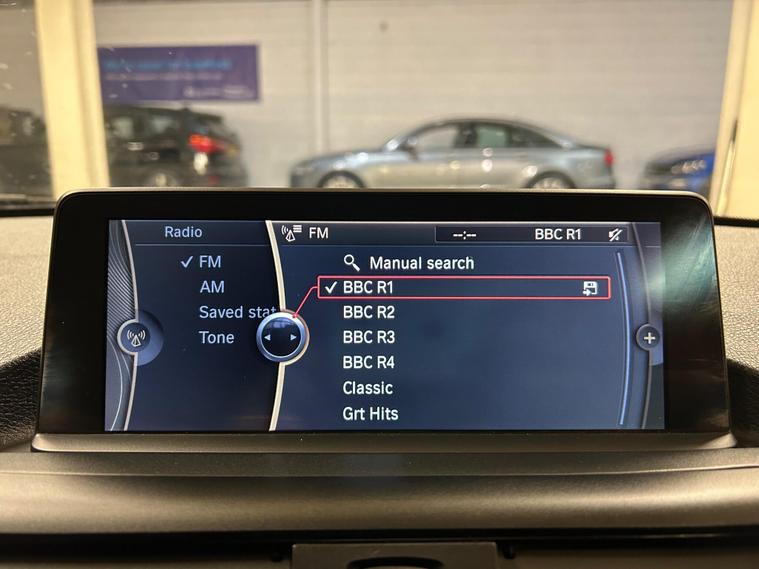 Radio
FM
AM
Saved stat
Tone
FM
--:--
BBC R1
Manual search
BBC R1
BBC R2
BBC R3
BBC R4
Classic
Grt Hits